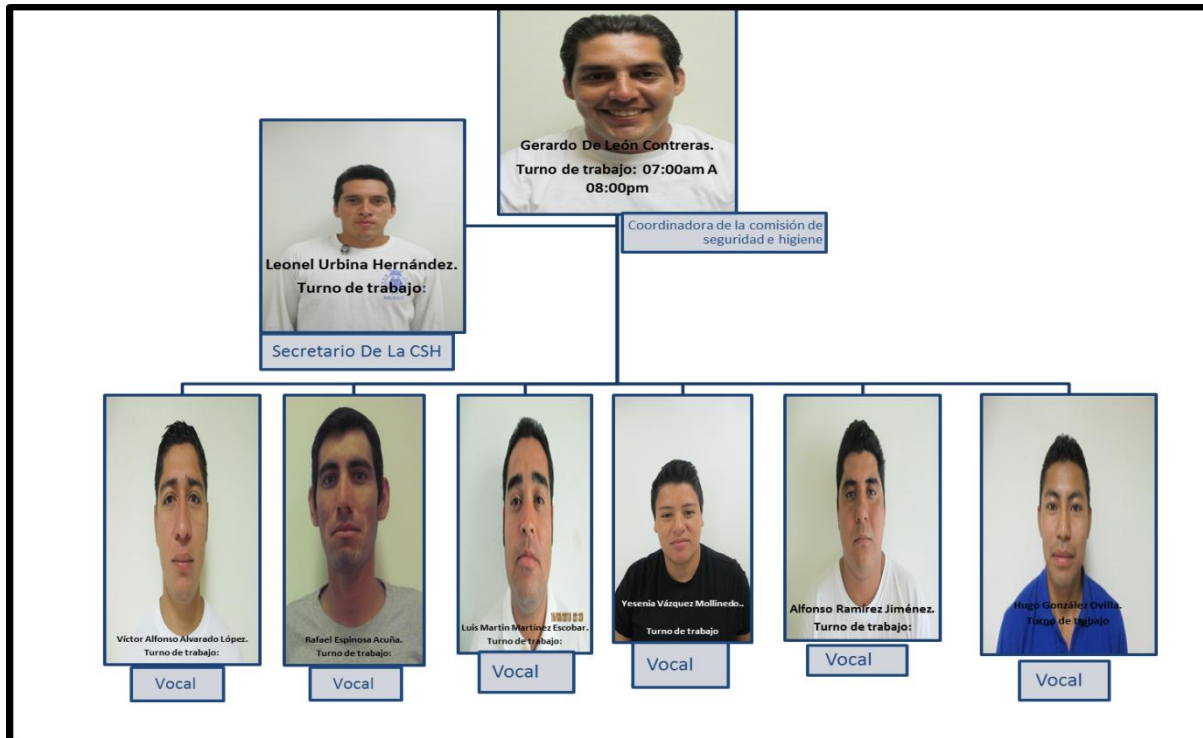 Gerardo De León Contreras.
Turno de trabajo: 07:00am A
08:00pm
Coordinadora de la comisión de
seguridad e higiene
Leonel Urbina Hernández.
Turno de trabajo:
Secretario De La CSH
Víctor Alfonso Alvarado López.
Turno de trabajo:
Vocal
Rafael Espinosa Acuña.
Turno de trabajo:
Vocal
Luis Martin Martínez Escobar.
Turno de trabajo:
Vocal
Yesenia Vázquez Mollinedo..
Turno de trabajo
Vocal
Alfonso Ramírez Jiménez.
Turno de trabajo:
Vocal
Hugo González Ovilla.
Turno de trabajo
Vocal